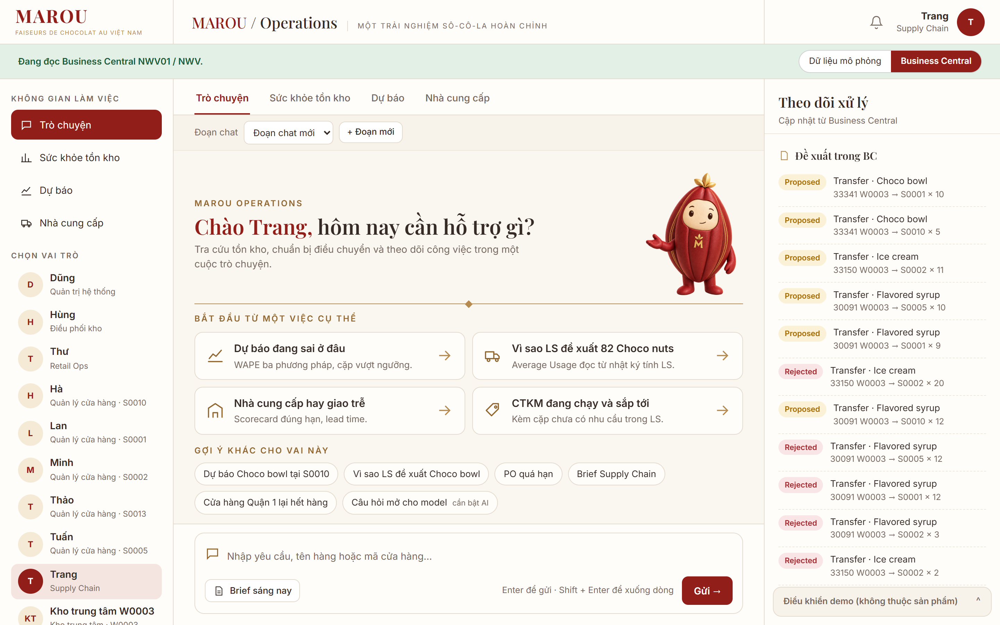 MAROU
FAISEURS DE CHOCOLAT AU VIỆT NAM
MAROU / Operations
MỘT TRẢI NGHIỆM SÔ-CÔ-LA HOÀN CHỈNH
Trang
Supply Chain
T
Đang đọc Business Central NWV01 / NWV.
Dữ liệu mô phỏng
Business Central
KHÔNG GIAN LÀM VIỆC
Trò chuyện
Sức khỏe tồn kho
Dự báo
Nhà cung cấp
CHỌN VAI TRÒ
D
Dũng
Quản trị hệ thống
H
Hùng
Điều phối kho
T
Thư
Retail Ops
H
Hà
Quản lý cửa hàng · S0010
L
Lan
Quản lý cửa hàng · S0001
M
Minh
Quản lý cửa hàng · S0002
T
Thảo
Quản lý cửa hàng · S0013
T
Tuấn
Quản lý cửa hàng · S0005
T
Trang
Supply Chain
KT
Kho trung tâm W0003
Kho trung tâm · W0003
Trò chuyện
Sức khỏe tồn kho
Dự báo
Nhà cung cấp
Đoạn chat
Đoạn chat mới
+ Đoạn mới
MAROU OPERATIONS
Chào Trang, hôm nay cần hỗ trợ gì?
Tra cứu tồn kho, chuẩn bị điều chuyển và theo dõi công việc trong một
cuộc trò chuyện.
M
BẮT ĐẦU TỪ MỘT VIỆC CỤ THỂ
Dự báo đang sai ở đâu
WAPE ba phương pháp, cặp vượt ngưỡng.
Vì sao LS đề xuất 82 Choco nuts
Average Usage đọc từ nhật ký tính LS.
Nhà cung cấp hay giao trễ
Scorecard đúng hạn, lead time.
CTKM đang chạy và sắp tới
Kèm cặp chưa có nhu cầu trong LS.
GỢI Ý KHÁC CHO VAI NÀY
Dự báo Choco bowl tại S0010
Vì sao LS đề xuất Choco bowl
PO quá hạn
Brief Supply Chain
Cửa hàng Quận 1 lại hết hàng
Câu hỏi mở cho model cần bật AI
Nhập yêu cầu, tên hàng hoặc mã cửa hàng...
Brief sáng nay
Enter để gửi · Shift + Enter để xuống dòng
Gửi →
Theo dõi xử lý
Cập nhật từ Business Central
Đề xuất trong BC
Proposed
Transfer · Choco bowl
33341 W0003 → S0001 × 10
Proposed
Transfer · Choco bowl
33341 W0003 → S0010 × 5
Proposed
Transfer · Ice cream
33150 W0003 → S0002 × 11
Proposed
Transfer · Flavored syrup
30091 W0003 → S0005 × 10
Proposed
Transfer · Flavored syrup
30091 W0003 → S0001 × 9
Rejected
Transfer · Ice cream
33150 W0003 → S0002 × 20
Proposed
Transfer · Flavored syrup
30091 W0003 → S0010 × 12
Rejected
Transfer · Flavored syrup
30091 W0003 → S0005 × 12
Rejected
Transfer · Flavored syrup
30091 W0003 → S0001 × 12
Rejected
Transfer · Flavored syrup
30091 W0003 → S0002 × 3
Rejected
Transfer · Ice cream
33150 W0003 → S0002 × 2
Điều khiển demo (không thuộc sản phẩm) ^